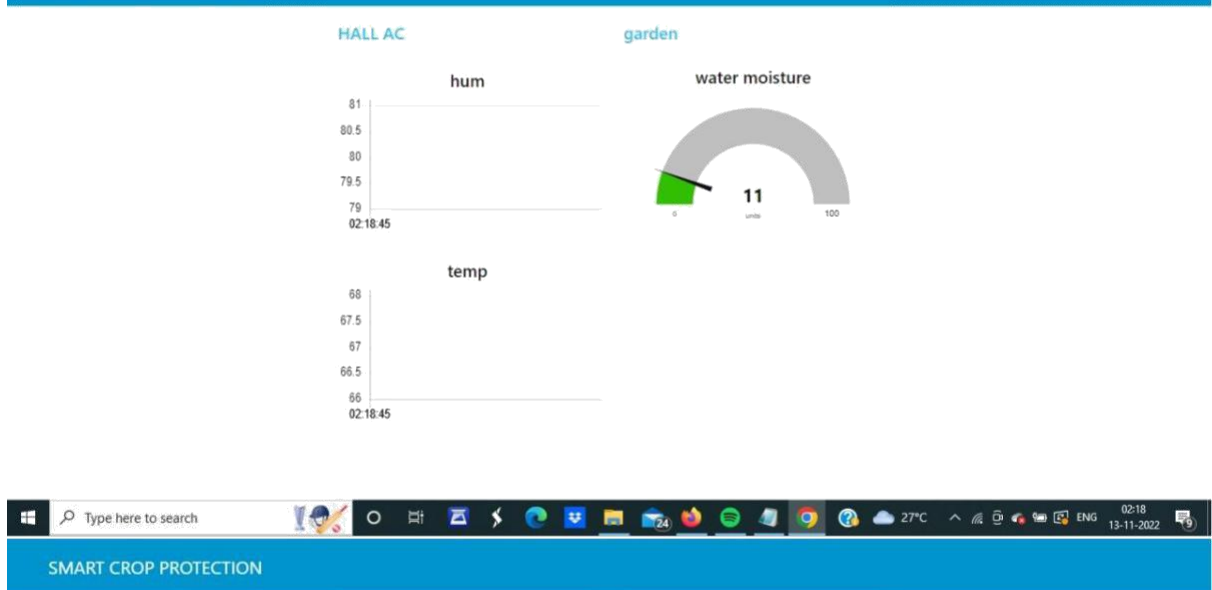 HALL AC
garden
hum
81
80.5
80
79.5
79
02:18:45
water moisture
11
units
0
100
temp
68
67.5
67
66.5
66
02:18:45
Type here to search
24
27°C
ENG
02:18
13-11-2022
9
SMART CROP PROTECTION